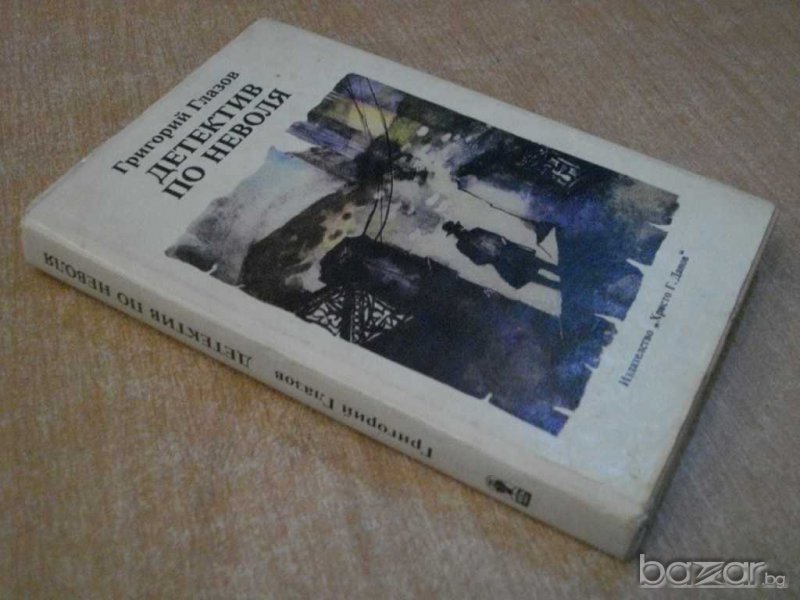 Григорий Глазов
ДЕТЕКТИВ
ПО НЕВОЛЯ
Издателство „Христо Г. Данов“
Григорий Глазов ДЕТЕКТИВ ПО НЕВОЛЯ
bazar.bg